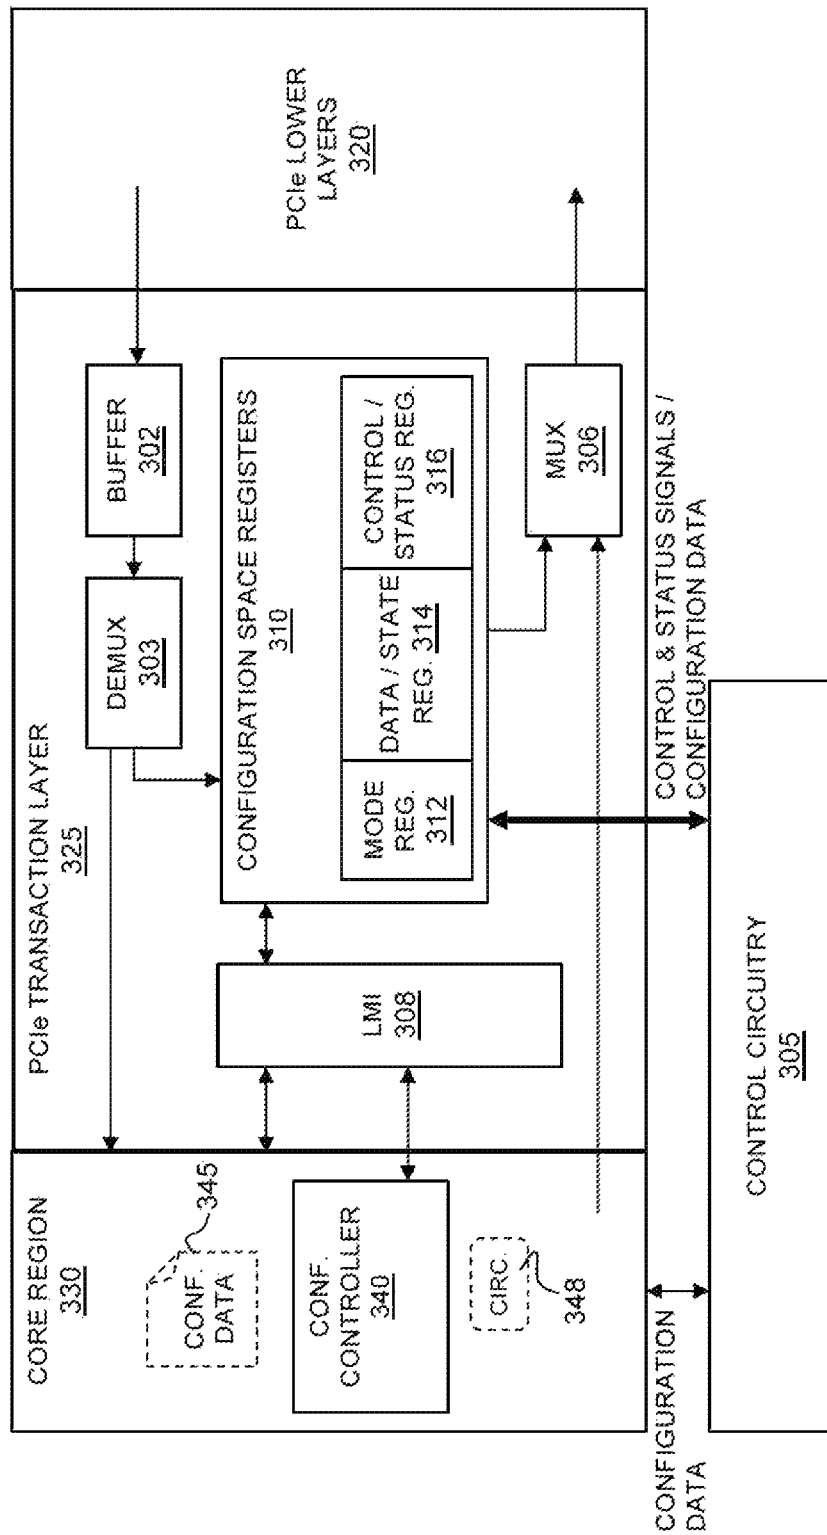 CORE REGION
330
CONF.
DATA
345
CONF.
CONTROLLER
340
CIRC.
348
PCIe TRANSACTION LAYER
325
DEMUX
303
BUFFER
302
LMI
308
CONFIGURATION SPACE REGISTERS
310
MODE
REG.
312
DATA / STATE
REG. 314
CONTROL /
STATUS REG.
316
MUX
306
PCIe LOWER
LAYERS
320
CONFIGURATION
DATA
CONTROL & STATUS SIGNALS /
CONFIGURATION DATA
CONTROL CIRCUITRY
305